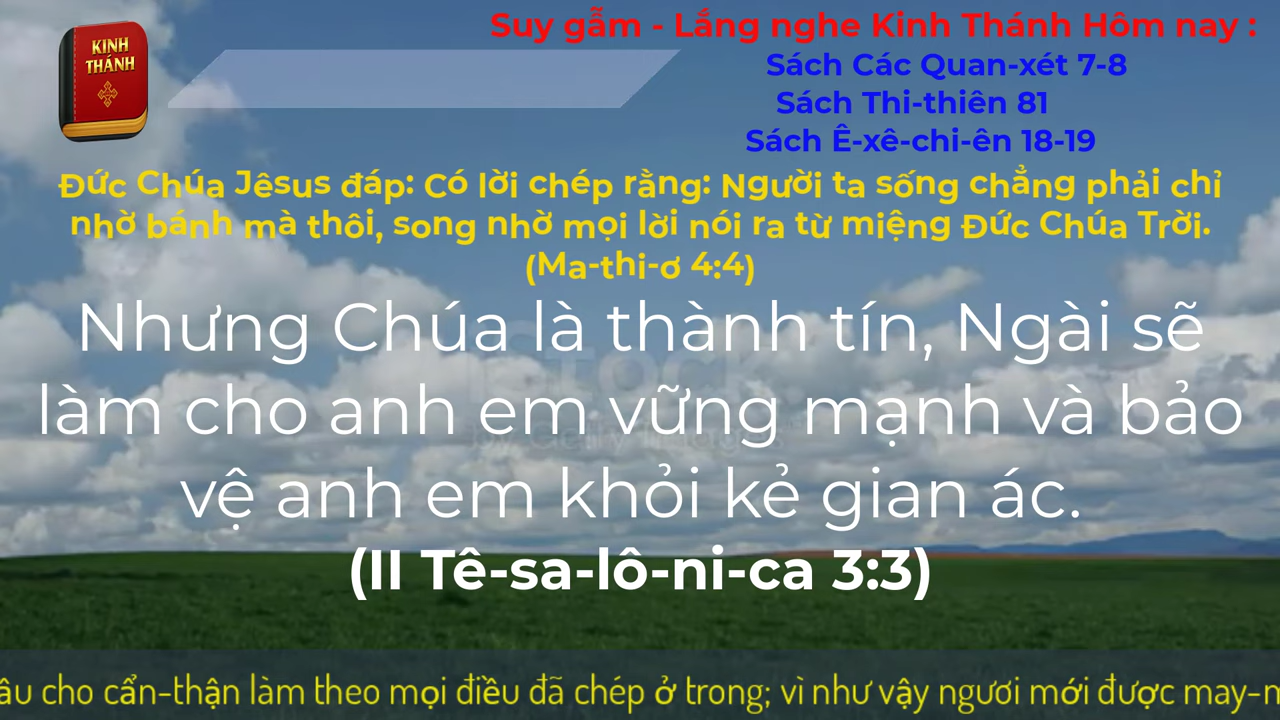 KINH
THÁNH
Suy gẫm - Lắng nghe Kinh Thánh Hôm nay :
Sách Các Quan-xét 7-8
Sách Thi-thiên 81
Sách Ê-xê-chi-ên 18-19
Đức Chúa Jêsus đáp: Có lời chép rằng: Người ta sống chẳng phải chỉ
nhờ bánh mà thôi, song nhờ mọi lời nói ra từ miệng Đức Chúa Trời.
(Ma-thi-ơ 4:4)
Nhưng Chúa là thành tín, Ngài sẽ
làm cho anh em vững mạnh và bảo
vệ anh em khỏi kẻ gian ác.
(II Tê-sa-lô-ni-ca 3:3)
iStock
by Getty Images
cho cẩn-thận làm theo mọi điều đã chép ở trong; vì như vậy ngươi mới được